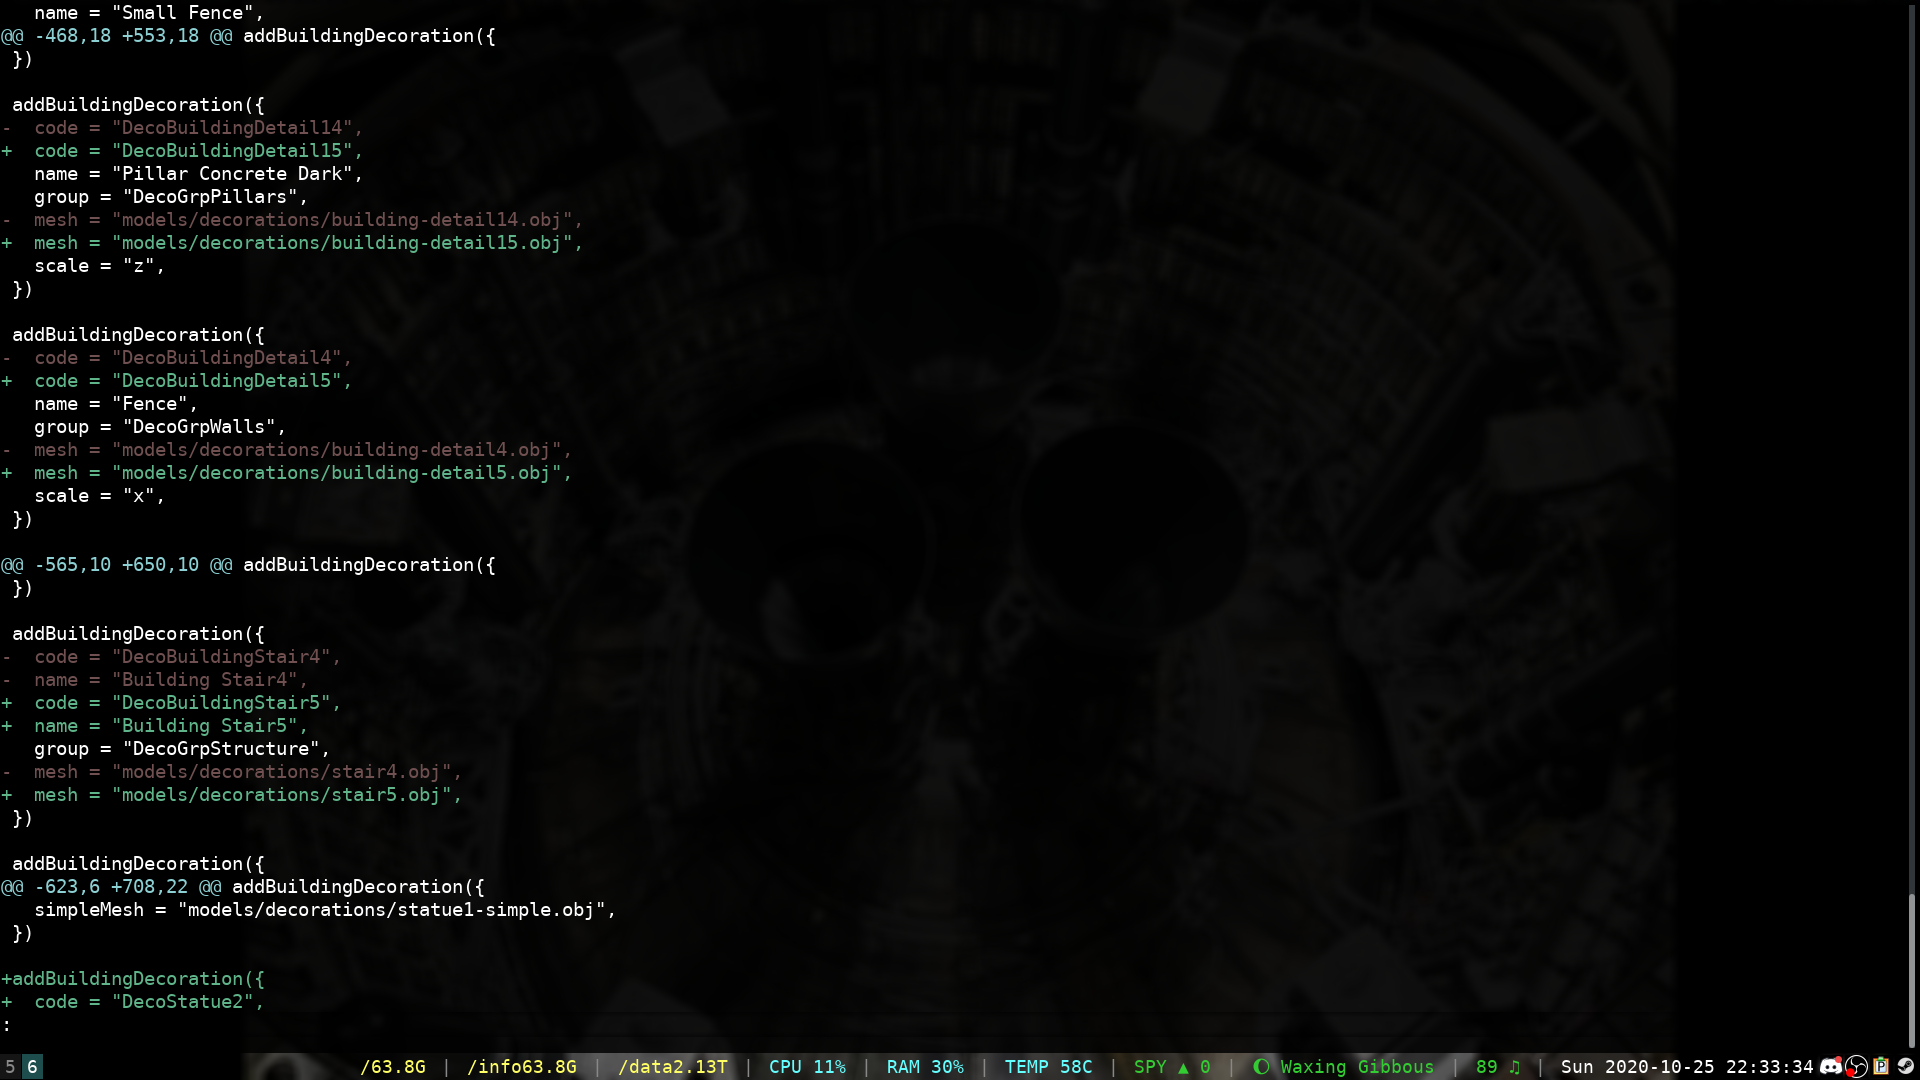 name = "Small Fence",
@@ -468,18 +553,18 @@ addBuildingDecoration({
 })

 addBuildingDecoration({
-  code = "DecoBuildingDetail14",
+  code = "DecoBuildingDetail15",
   name = "Pillar Concrete Dark",
   group = "DecoGrpPillars",
-  mesh = "models/decorations/building-detail14.obj",
+  mesh = "models/decorations/building-detail15.obj",
   scale = "z",
 })

 addBuildingDecoration({
-  code = "DecoBuildingDetail4",
+  code = "DecoBuildingDetail5",
   name = "Fence",
   group = "DecoGrpWalls",
-  mesh = "models/decorations/building-detail4.obj",
+  mesh = "models/decorations/building-detail5.obj",
   scale = "x",
 })

@@ -565,10 +650,10 @@ addBuildingDecoration({
 })

 addBuildingDecoration({
-  code = "DecoBuildingStair4",
-  name = "Building Stair4",
+  code = "DecoBuildingStair5",
+  name = "Building Stair5",
   group = "DecoGrpStructure",
-  mesh = "models/decorations/stair4.obj",
+  mesh = "models/decorations/stair5.obj",
 })

 addBuildingDecoration({
@@ -623,6 +708,22 @@ addBuildingDecoration({
   simpleMesh = "models/decorations/statue1-simple.obj",
 })

+addBuildingDecoration({
+  code = "DecoStatue2",
:
5 6 /63.8G | /info63.8G | /data2.13T | CPU 11% | RAM 30% | TEMP 58C | SPY ▲ 0 | Waxing Gibbous | 89 ♫ | Sun 2020-10-25 22:33:34